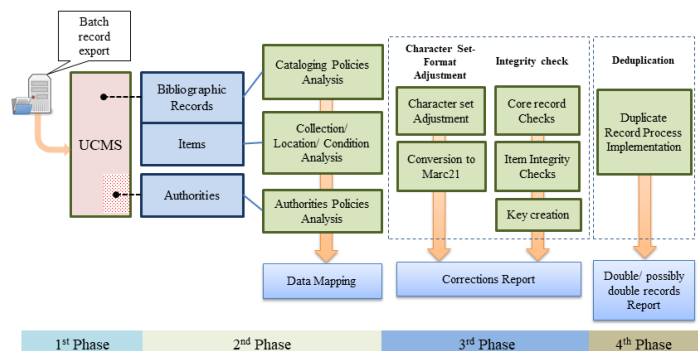 Batch
record
export
UCMS
Bibliographic
Records
Items
Authorities
Cataloging Policies
Analysis
Collection/
Location/ Condition
Analysis
Authorities Policies
Analysis
Data Mapping
Character Set-
Format
Adjustment
Character set
Adjustment
Conversion to
Marc21
Integrity check
Core record
Checks
Item Integrity
Checks
Key creation
Corrections Report
Deduplication
Duplicate
Record Process
Implementation
Double/ possibly
double records
Report
1st Phase
2nd Phase
3rd Phase
4th Phase